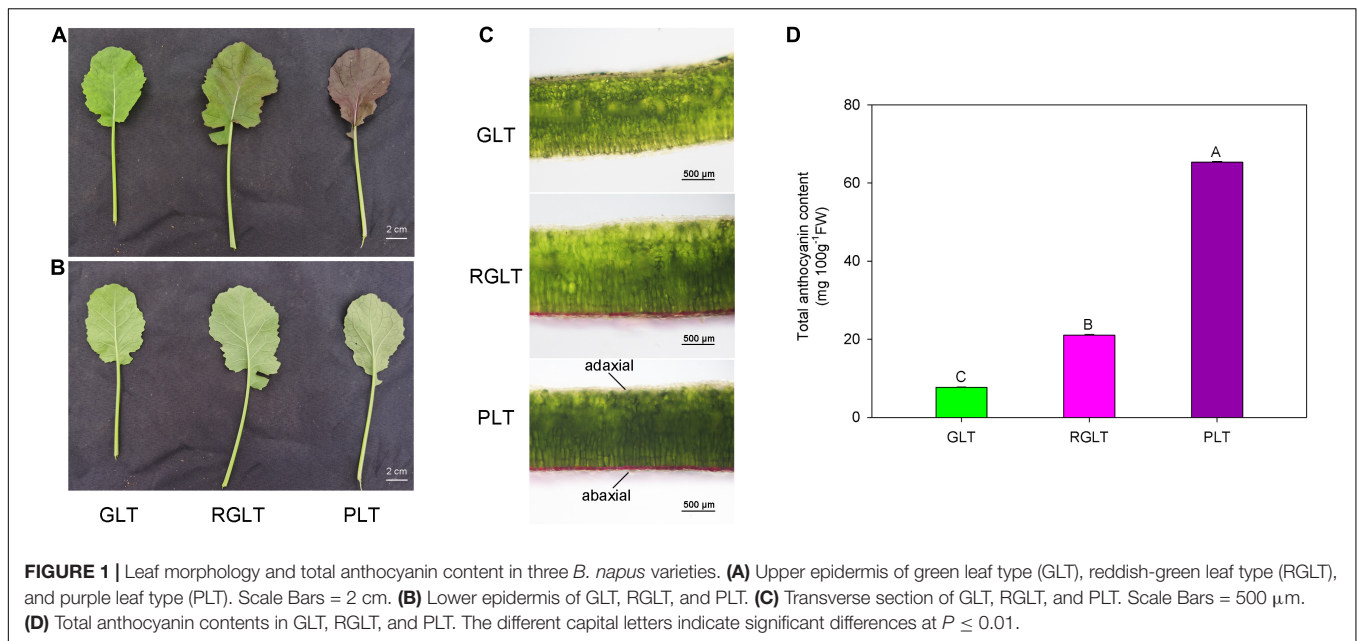 A
2 cm
B
2 cm
GLT
RGLT
PLT
C
GLT
500 µm
RGLT
500 µm
adaxial
PLT
abaxial
500 µm
D
Total anthocyanin content
(mg 100g⁻¹FW)
80
60
40
20
0
C
B
A
GLT
RGLT
PLT
FIGURE 1 | Leaf morphology and total anthocyanin content in three B. napus varieties. (A) Upper epidermis of green leaf type (GLT), reddish-green leaf type (RGLT),
and purple leaf type (PLT). Scale Bars = 2 cm. (B) Lower epidermis of GLT, RGLT, and PLT. (C) Transverse section of GLT, RGLT, and PLT. Scale Bars = 500 µm.
(D) Total anthocyanin contents in GLT, RGLT, and PLT. The different capital letters indicate significant differences at P ≤ 0.01.